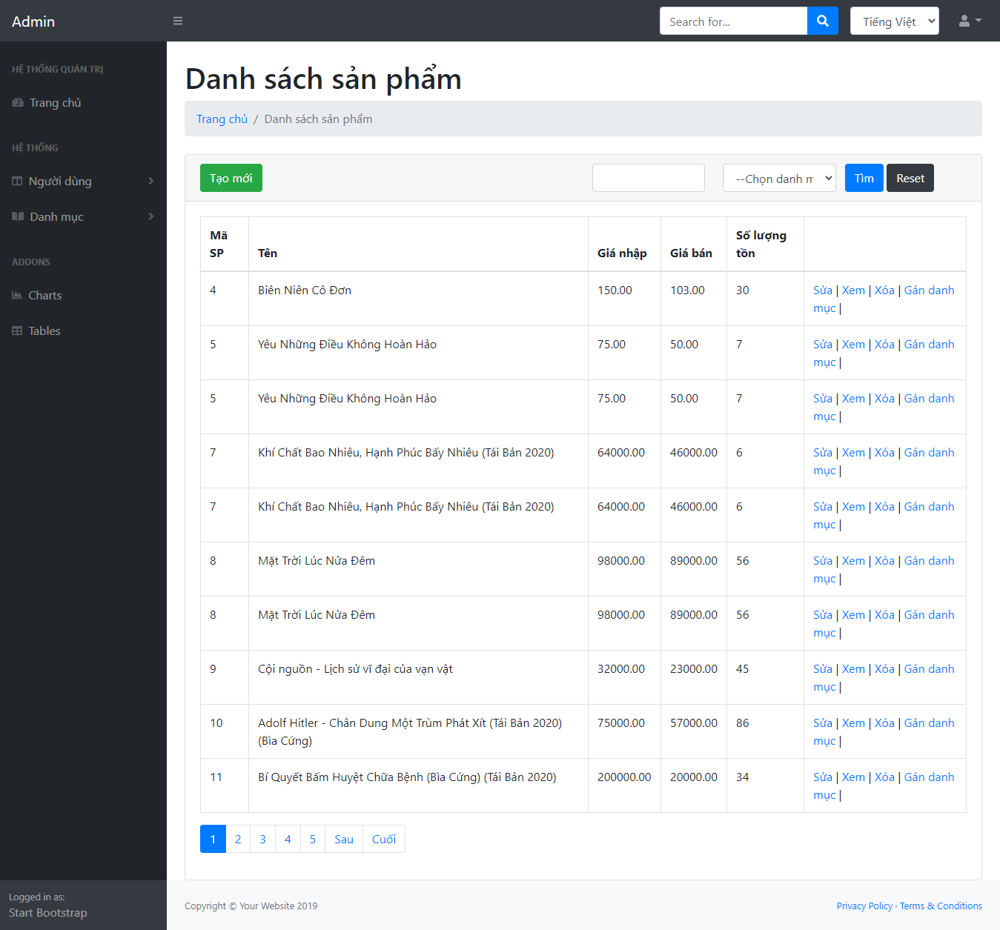 Admin
Search for...
Tiếng Việt
HỆ THỐNG QUẢN TRỊ
Trang chủ
HỆ THỐNG
Người dùng
Danh mục
ADDONS
Charts
Tables
Logged in as:
Start Bootstrap
Danh sách sản phẩm
Trang chủ / Danh sách sản phẩm
Tạo mới
--Chọn danh m
Tìm
Reset
Mã SP
Tên
Giá nhập
Giá bán
Số lượng tồn
4 Biên Niên Cô Đơn 150.00 103.00 30 Sửa | Xem | Xóa | Gán danh
mục |
5 Yêu Những Điều Không Hoàn Hảo 75.00 50.00 7 Sửa | Xem | Xóa | Gán danh
mục |
5 Yêu Những Điều Không Hoàn Hảo 75.00 50.00 7 Sửa | Xem | Xóa | Gán danh
mục |
7 Khí Chất Bao Nhiêu, Hạnh Phúc Bấy Nhiêu (Tái Bản 2020) 64000.00 46000.00 6 Sửa | Xem | Xóa | Gán danh
mục |
7 Khí Chất Bao Nhiêu, Hạnh Phúc Bấy Nhiêu (Tái Bản 2020) 64000.00 46000.00 6 Sửa | Xem | Xóa | Gán danh
mục |
8 Mặt Trời Lúc Nửa Đêm 98000.00 89000.00 56 Sửa | Xem | Xóa | Gán danh
mục |
8 Mặt Trời Lúc Nửa Đêm 98000.00 89000.00 56 Sửa | Xem | Xóa | Gán danh
mục |
9 Cội nguồn - Lịch sử vĩ đại của vạn vật 32000.00 23000.00 45 Sửa | Xem | Xóa | Gán danh
mục |
10 Adolf Hitler - Chân Dung Một Trùm Phát Xít (Tái Bản 2020) 75000.00 57000.00 86 Sửa | Xem | Xóa | Gán danh
(Bìa Cứng) mục |
11 Bí Quyết Bấm Huyệt Chữa Bệnh (Bìa Cứng) (Tái Bản 2020) 200000.00 20000.00 34 Sửa | Xem | Xóa | Gán danh
mục |
1 2 3 4 5 Sau Cuối
Copyright © Your Website 2019
Privacy Policy · Terms & Conditions